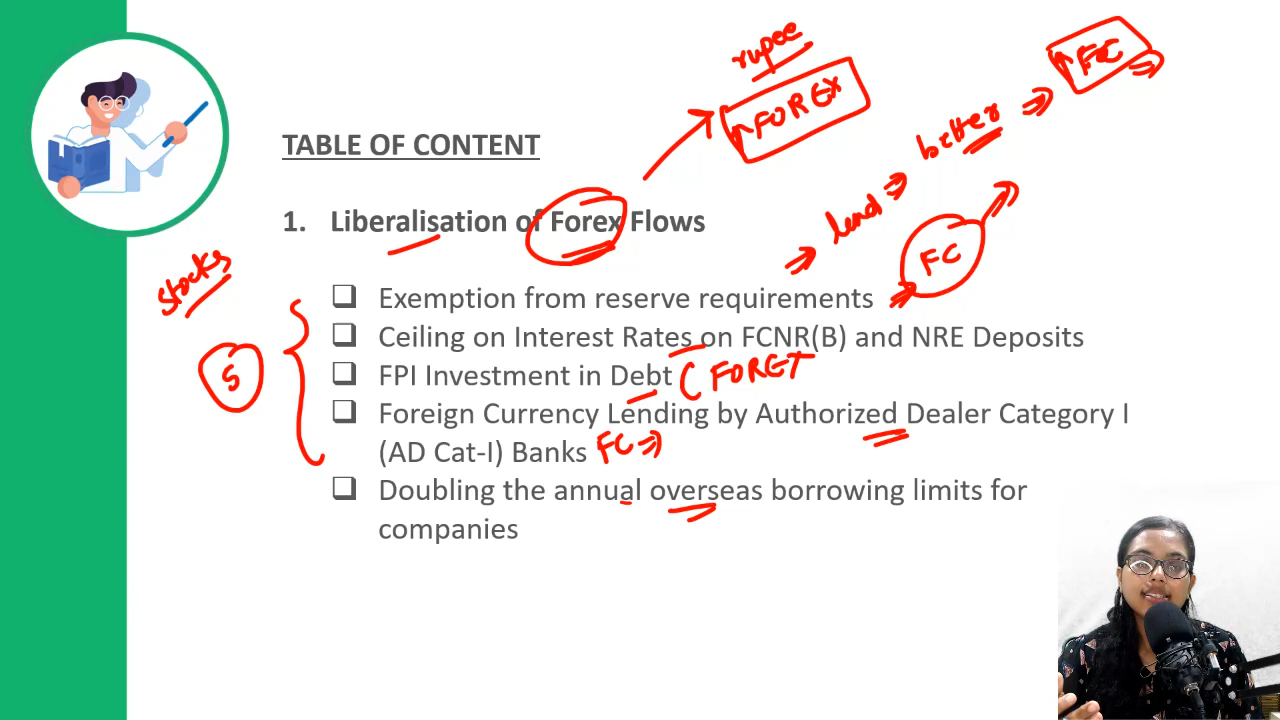 rupee
↑ FOREX
↑ FC
better
lend
FC
TABLE OF CONTENT
1. Liberalisation of Forex Flows
Stocks
5
❑ Exemption from reserve requirements
❑ Ceiling on Interest Rates on FCNR(B) and NRE Deposits
❑ FPI Investment in Debt ( FOREX
❑ Foreign Currency Lending by Authorized Dealer Category I
(AD Cat-I) Banks FC ⇒
❑ Doubling the annual overseas borrowing limits for
companies